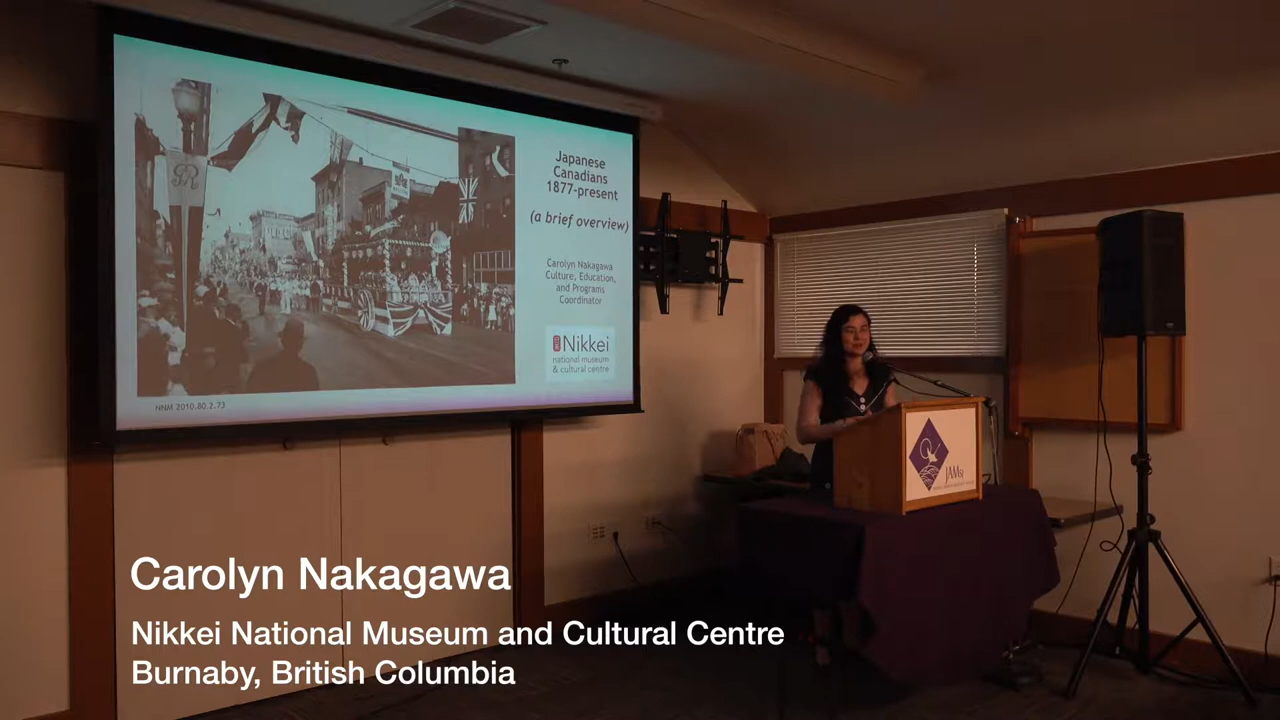 Japanese
Canadians
1877-present
(a brief overview)
Carolyn Nakagawa
Culture, Education,
and Programs
Coordinator
Nikkei
national museum
& cultural centre
NNM 2010.80.2.73
GR
JAMsj
Carolyn Nakagawa
Nikkei National Museum and Cultural Centre
Burnaby, British Columbia